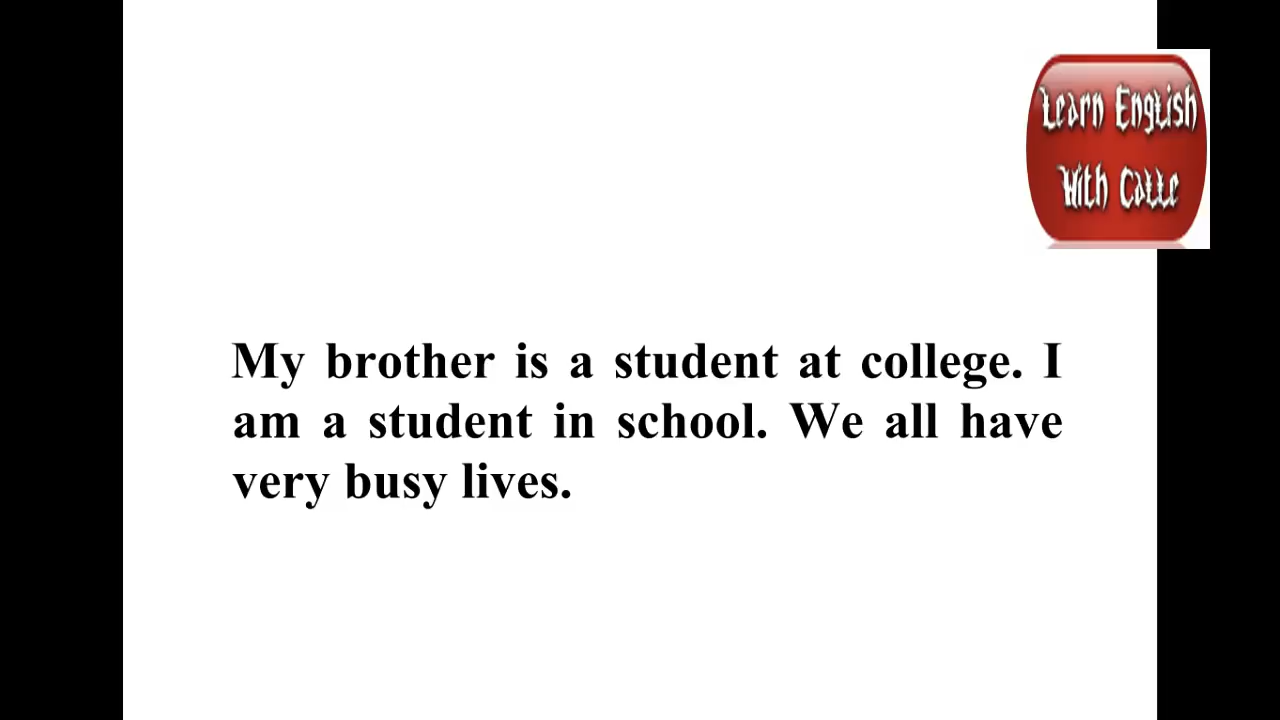 Learn English
With Calle
My brother is a student at college. I
am a student in school. We all have
very busy lives.